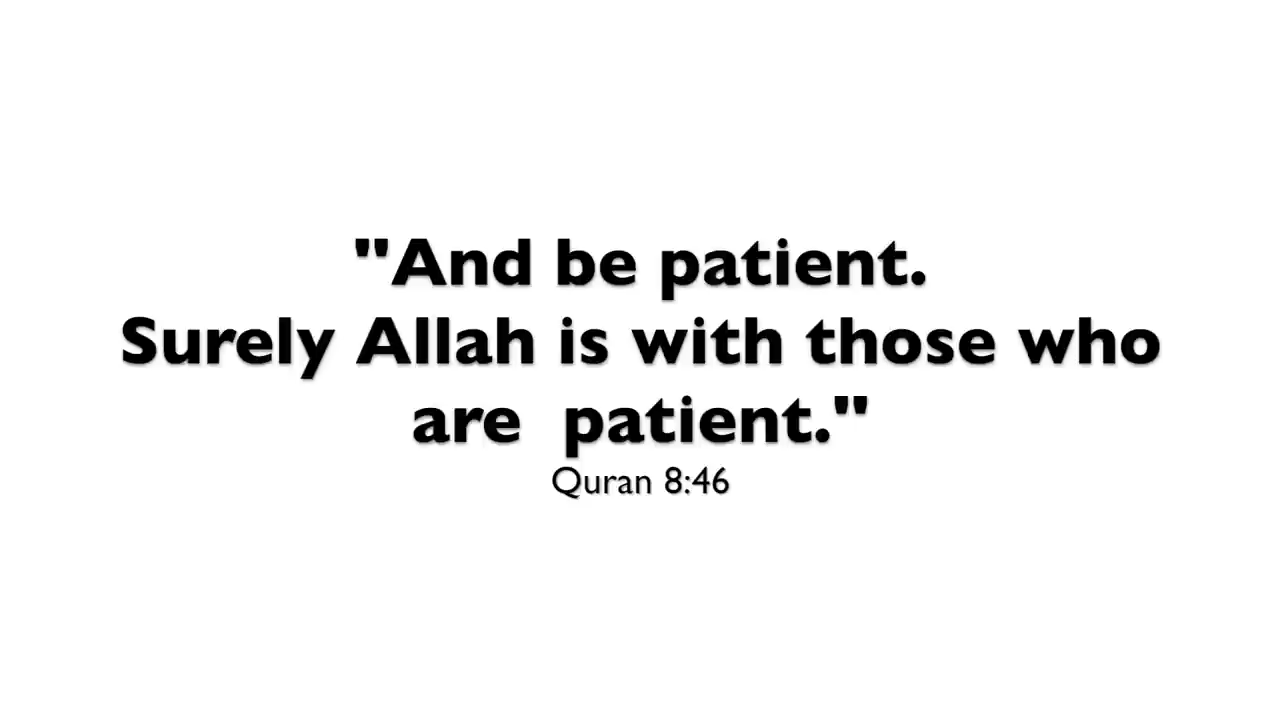 "And be patient.
Surely Allah is with those who
are  patient."
Quran 8:46